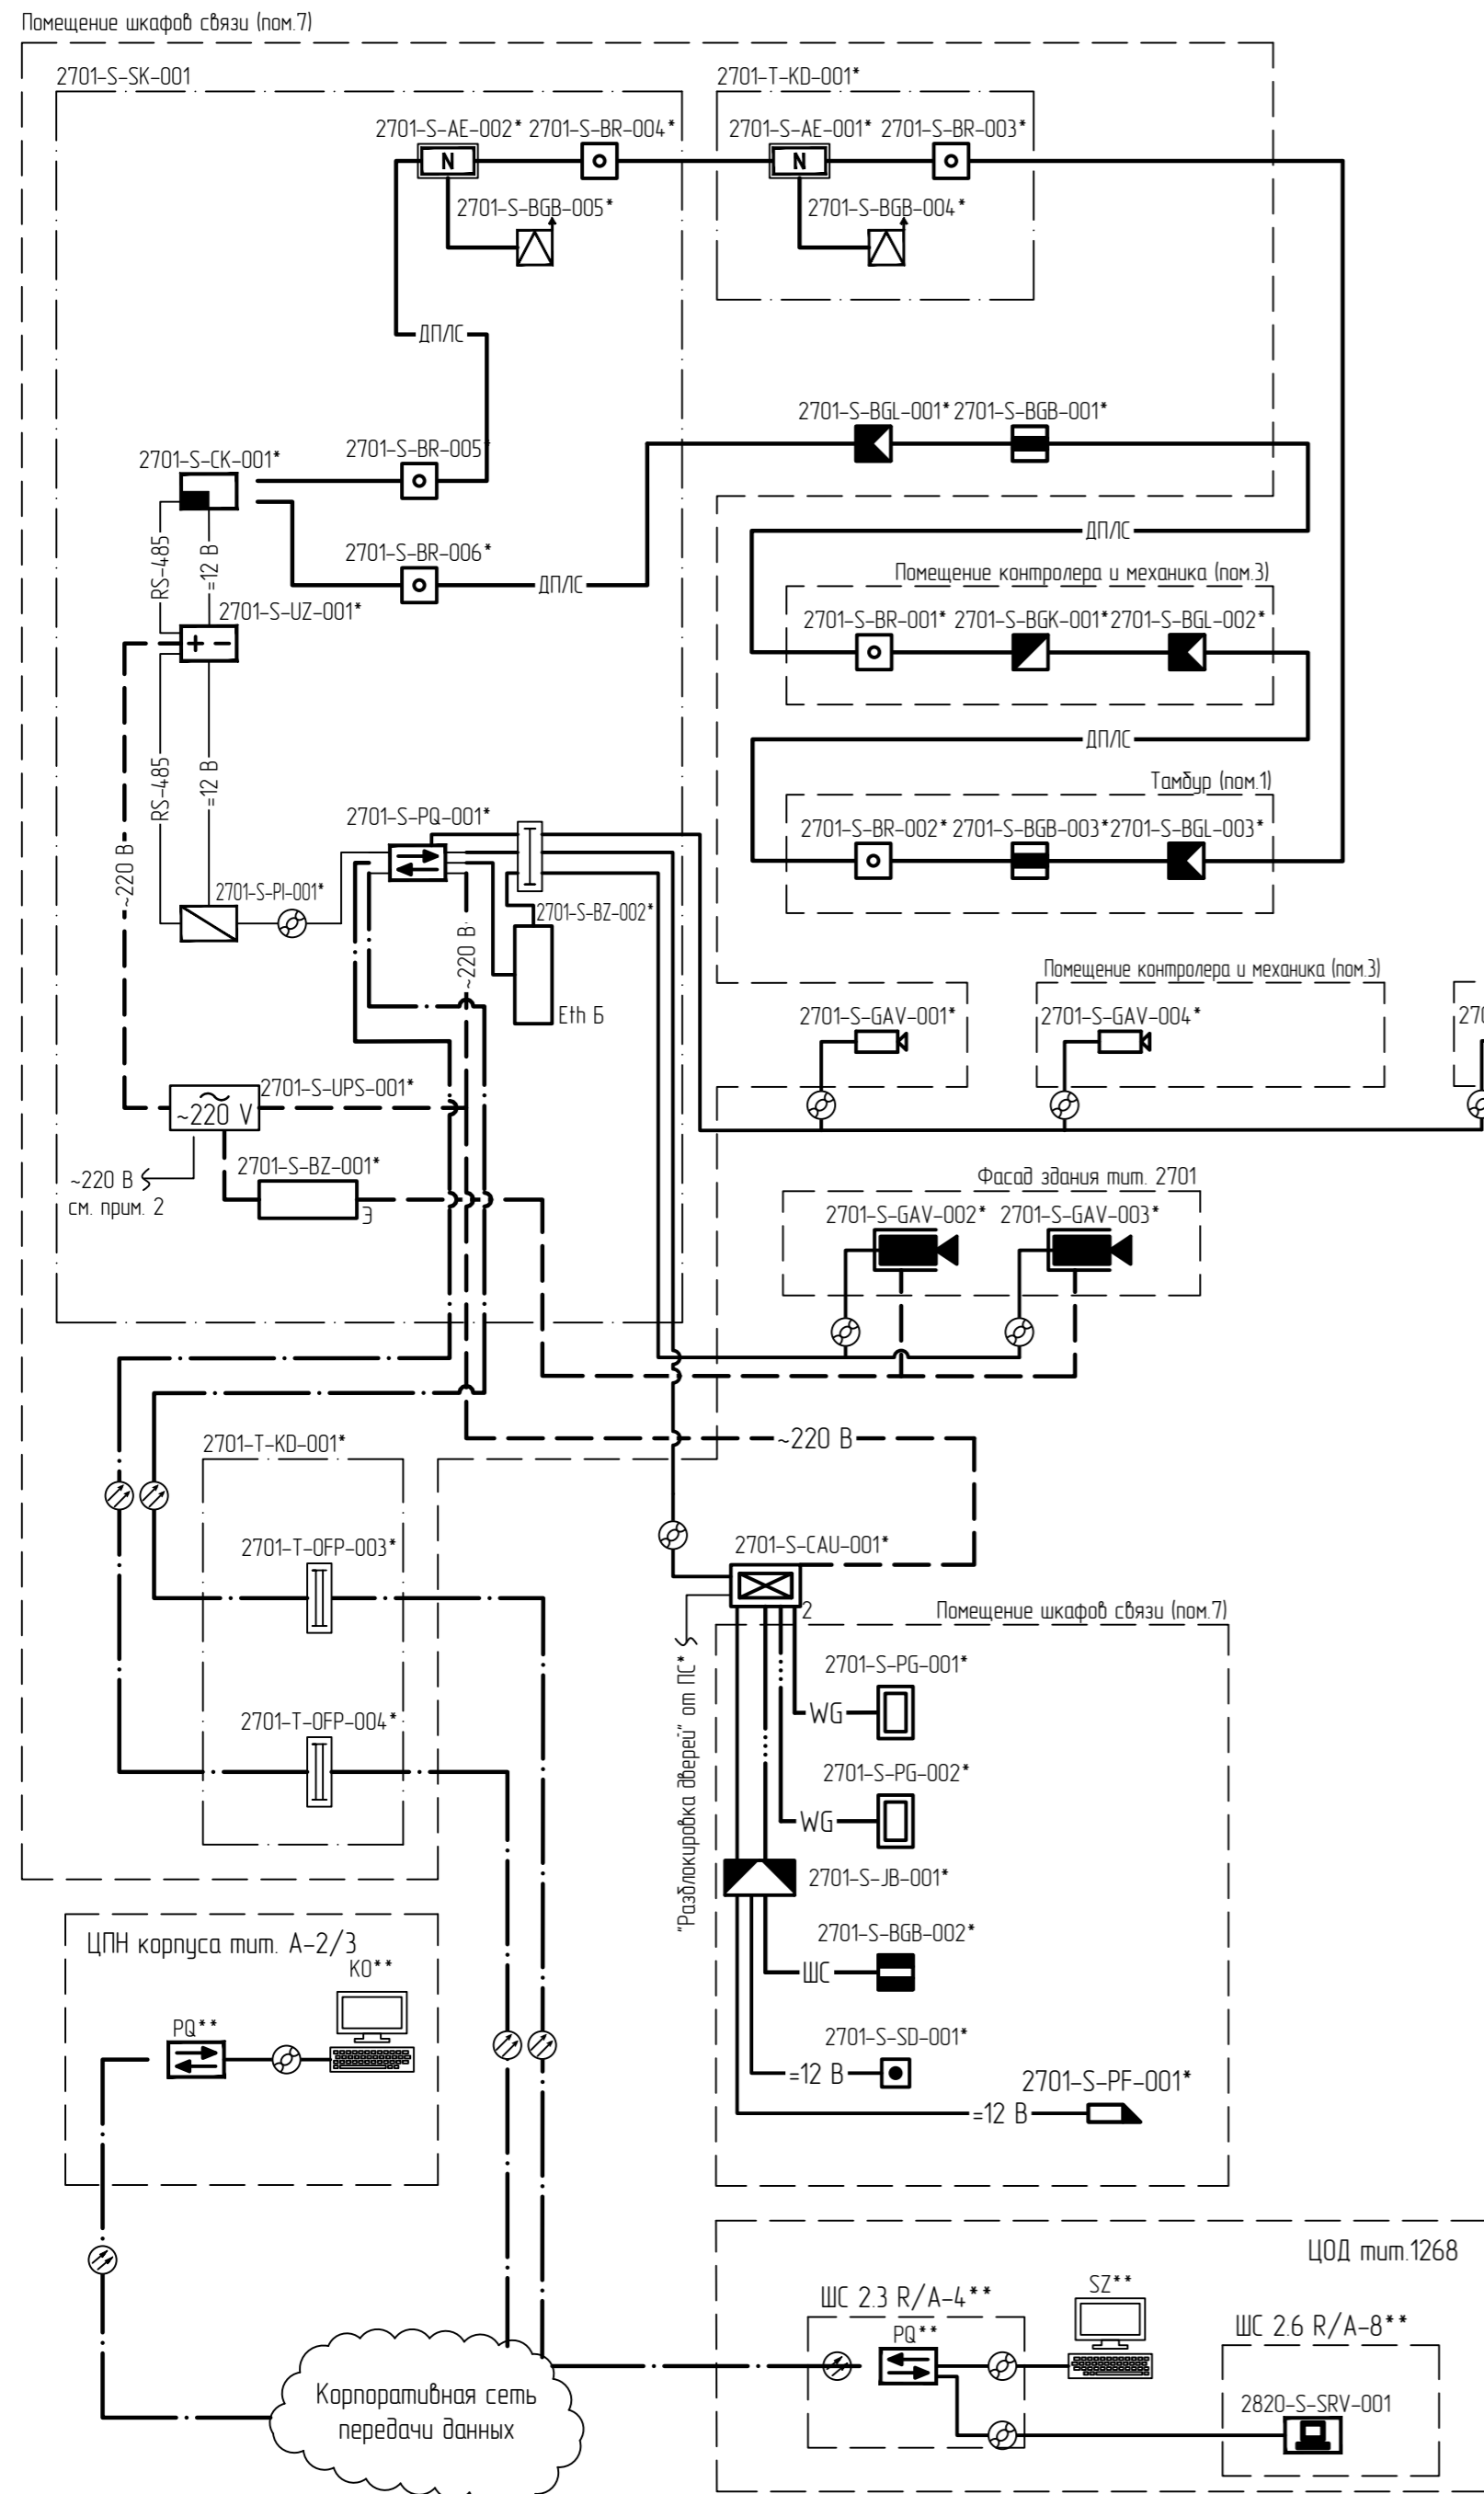 Помещение шкафов связи (пом.7)
2701-S-SK-001
2701-T-KD-001*
2701-S-AE-002* 2701-S-BR-004*
2701-S-AE-001* 2701-S-BR-003*
N
N
2701-S-BGB-005*
2701-S-BGB-004*
ДПЛС
2701-S-BGL-001* 2701-S-BGB-001*
2701-S-CK-001*
2701-S-BR-005*
ДПЛС
RS-485
=12 В
2701-S-BR-006*
ДПЛС
Помещение контролера и механика (пом.3)
2701-S-UZ-001*
+ -
2701-S-BR-001* 2701-S-BGK-001* 2701-S-BGL-002*
ДПЛС
RS-485
=12 В
Тамбур (пом.1)
2701-S-PQ-001*
2701-S-BR-002* 2701-S-BGB-003* 2701-S-BGL-003*
~220 В
2701-S-PI-001*
2701-S-BZ-002*
~220 В
Eth Б
Помещение контролера и механика (пом.3)
2701-S-GAV-001*
2701-S-GAV-004*
2701-S-UPS-001*
~220 V
2701-S-BZ-001*
Э
~220 В
см. прим. 2
Фасад здания тит. 2701
2701-S-GAV-002* 2701-S-GAV-003*
2701-T-KD-001*
~220 В
2701-T-OFP-003*
2701-S-CAU-001*
2
Помещение шкафов связи (пом.7)
"Разблокировка дверей" от ПС*
2701-S-PG-001*
WG
2701-T-OFP-004*
2701-S-PG-002*
WG
2701-S-JB-001*
2701-S-BGB-002*
ШС
ЦПН корпуса тит. А-2/3
КО**
PQ**
2701-S-SD-001*
=12 В
2701-S-PF-001*
=12 В
ЦОД тит.1268
ШС 2.3 R/A-4**
SZ**
PQ**
ШС 2.6 R/A-8**
2820-S-SRV-001
Корпоративная сеть
передачи данных